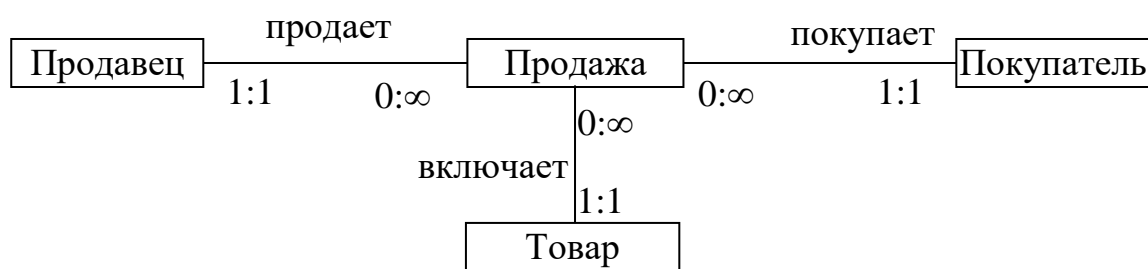 продает
покупает
Продавец
Продажа
Покупатель
1:1
0:∞
0:∞
1:1
0:∞
включает
1:1
Товар